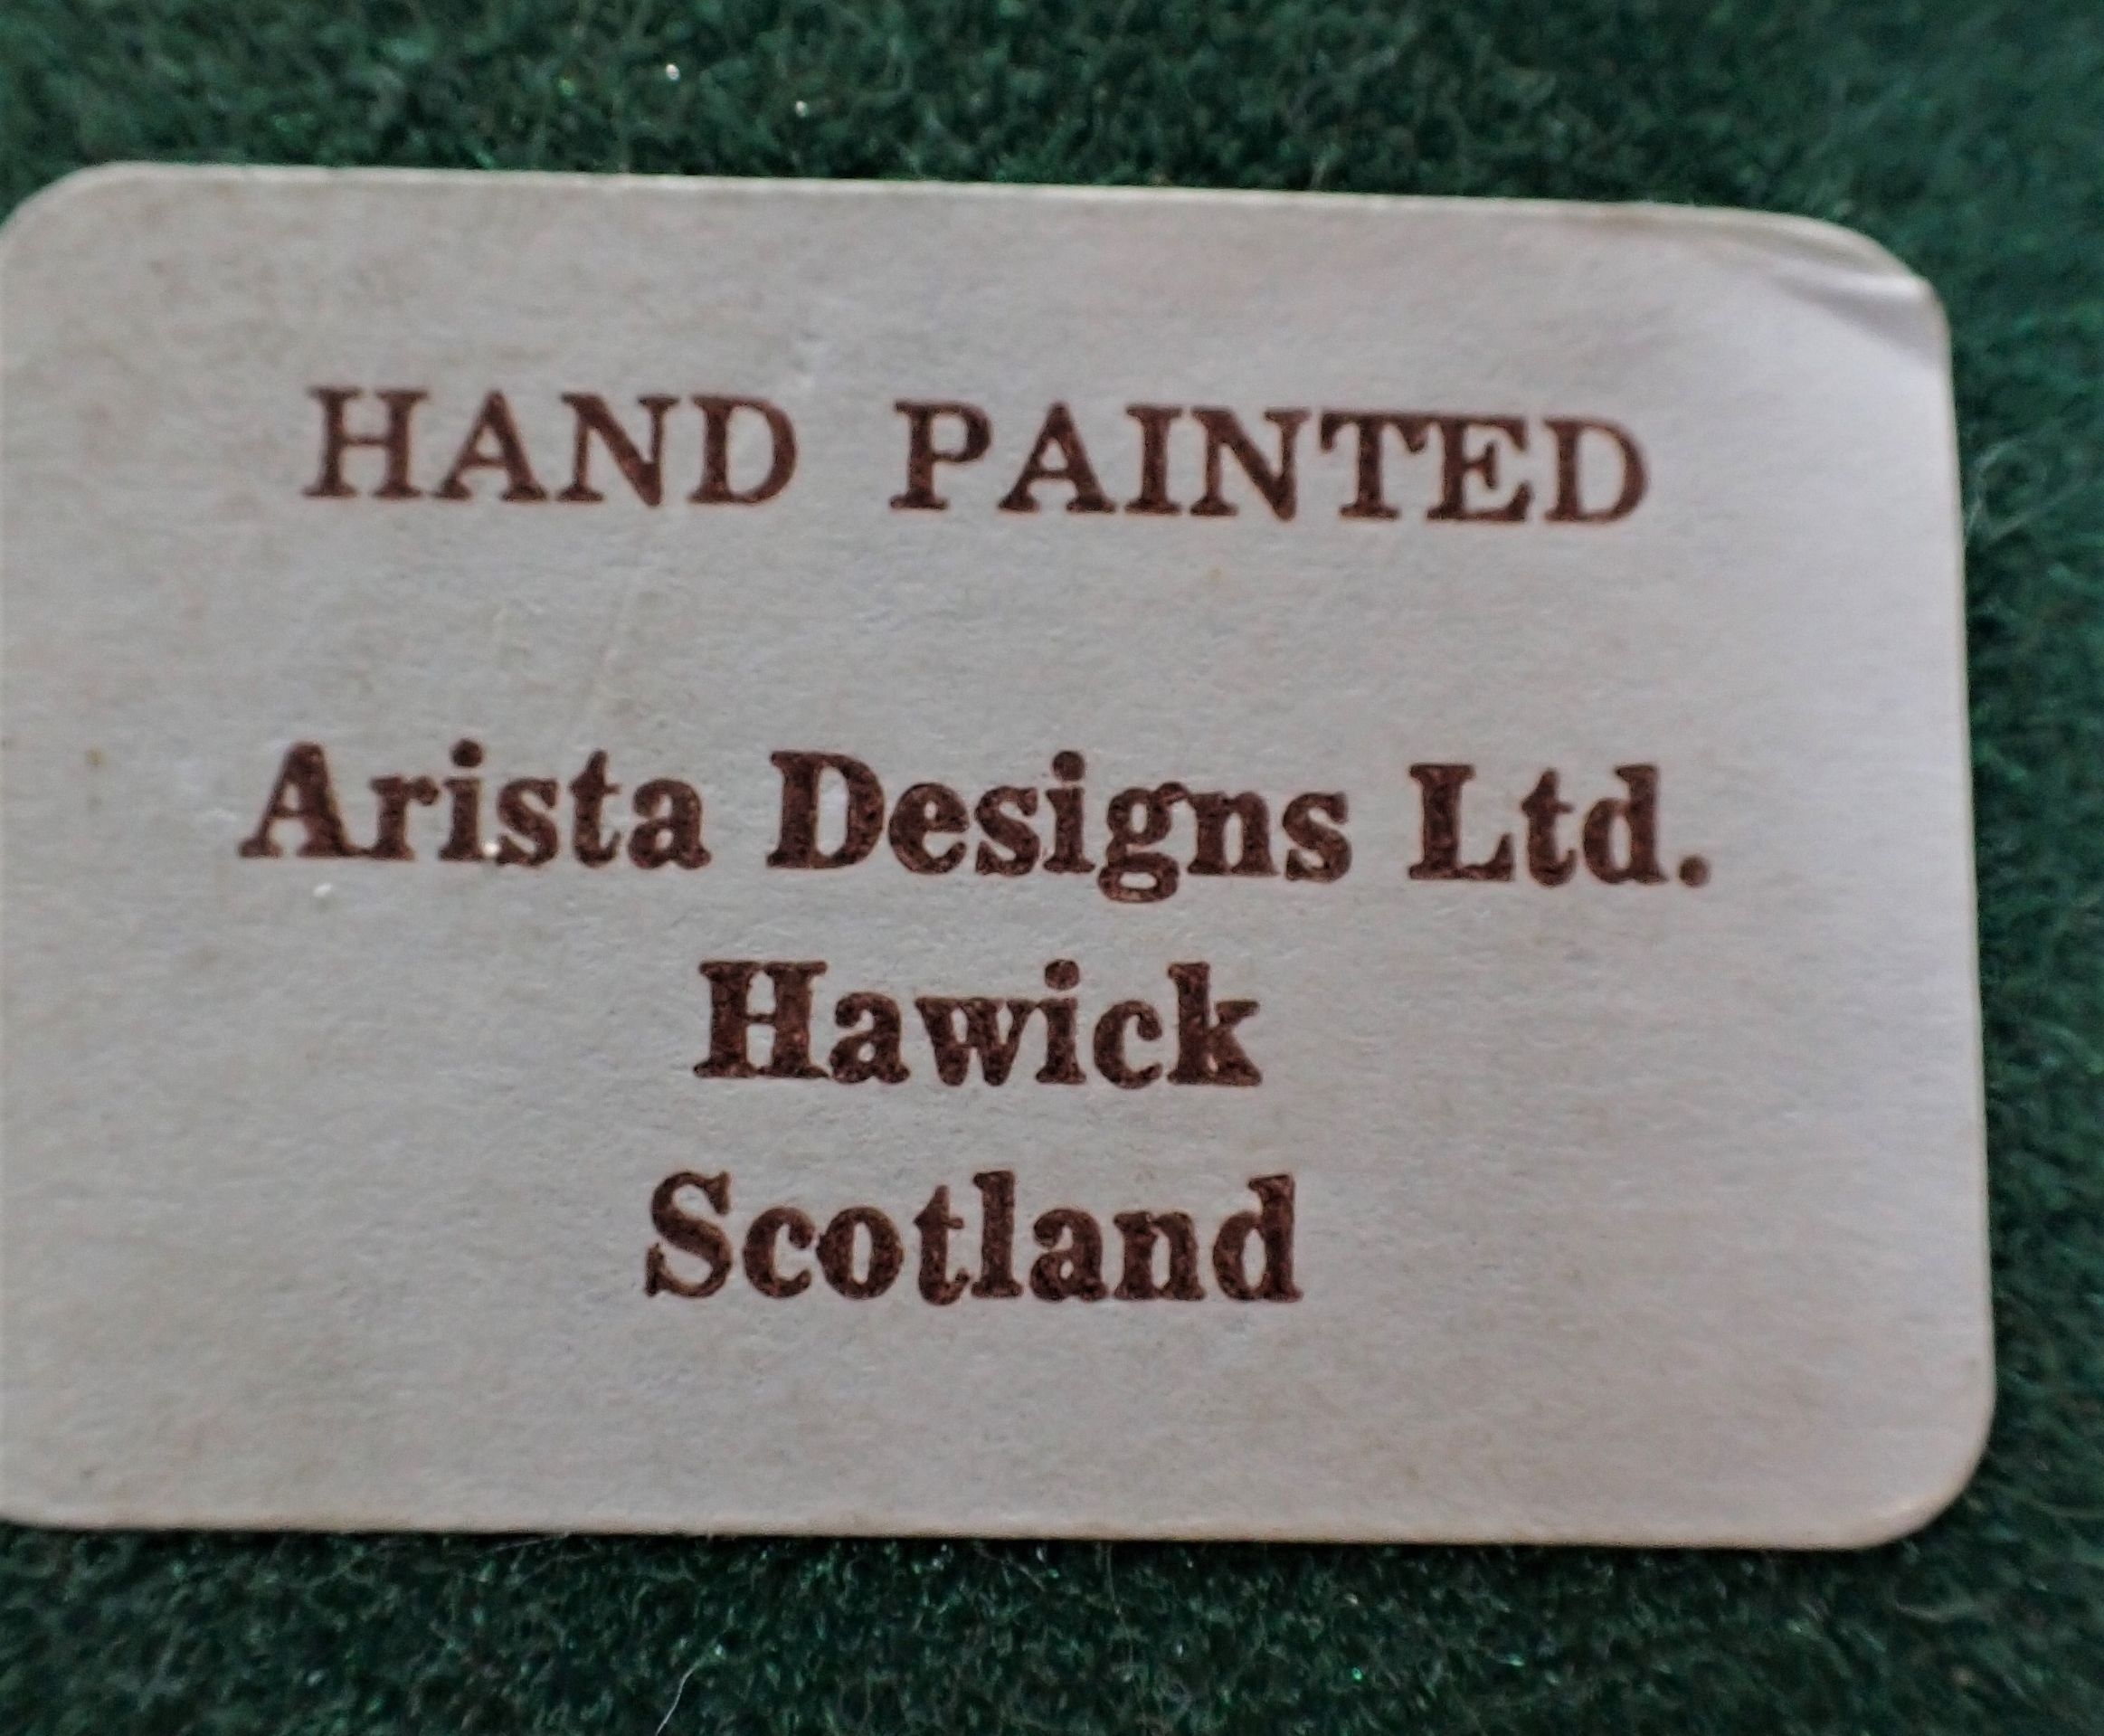 HAND PAINTED
Arista Designs Ltd.
Hawick
Scotland